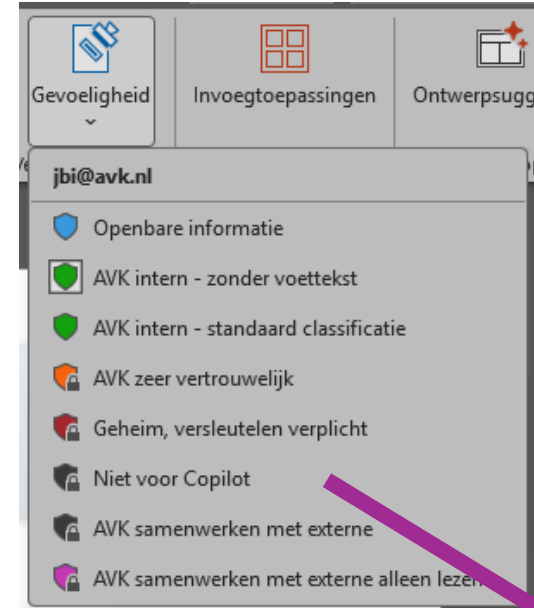 Gevoeligheid
Invoegtoepassingen
Ontwerpsugg
jbi@avk.nl
Openbare informatie
AVK intern - zonder voettekst
AVK intern - standaard classificatie
AVK zeer vertrouwelijk
Geheim, versleutelen verplicht
Niet voor Copilot
AVK samenwerken met externe
AVK samenwerken met externe alleen lezen